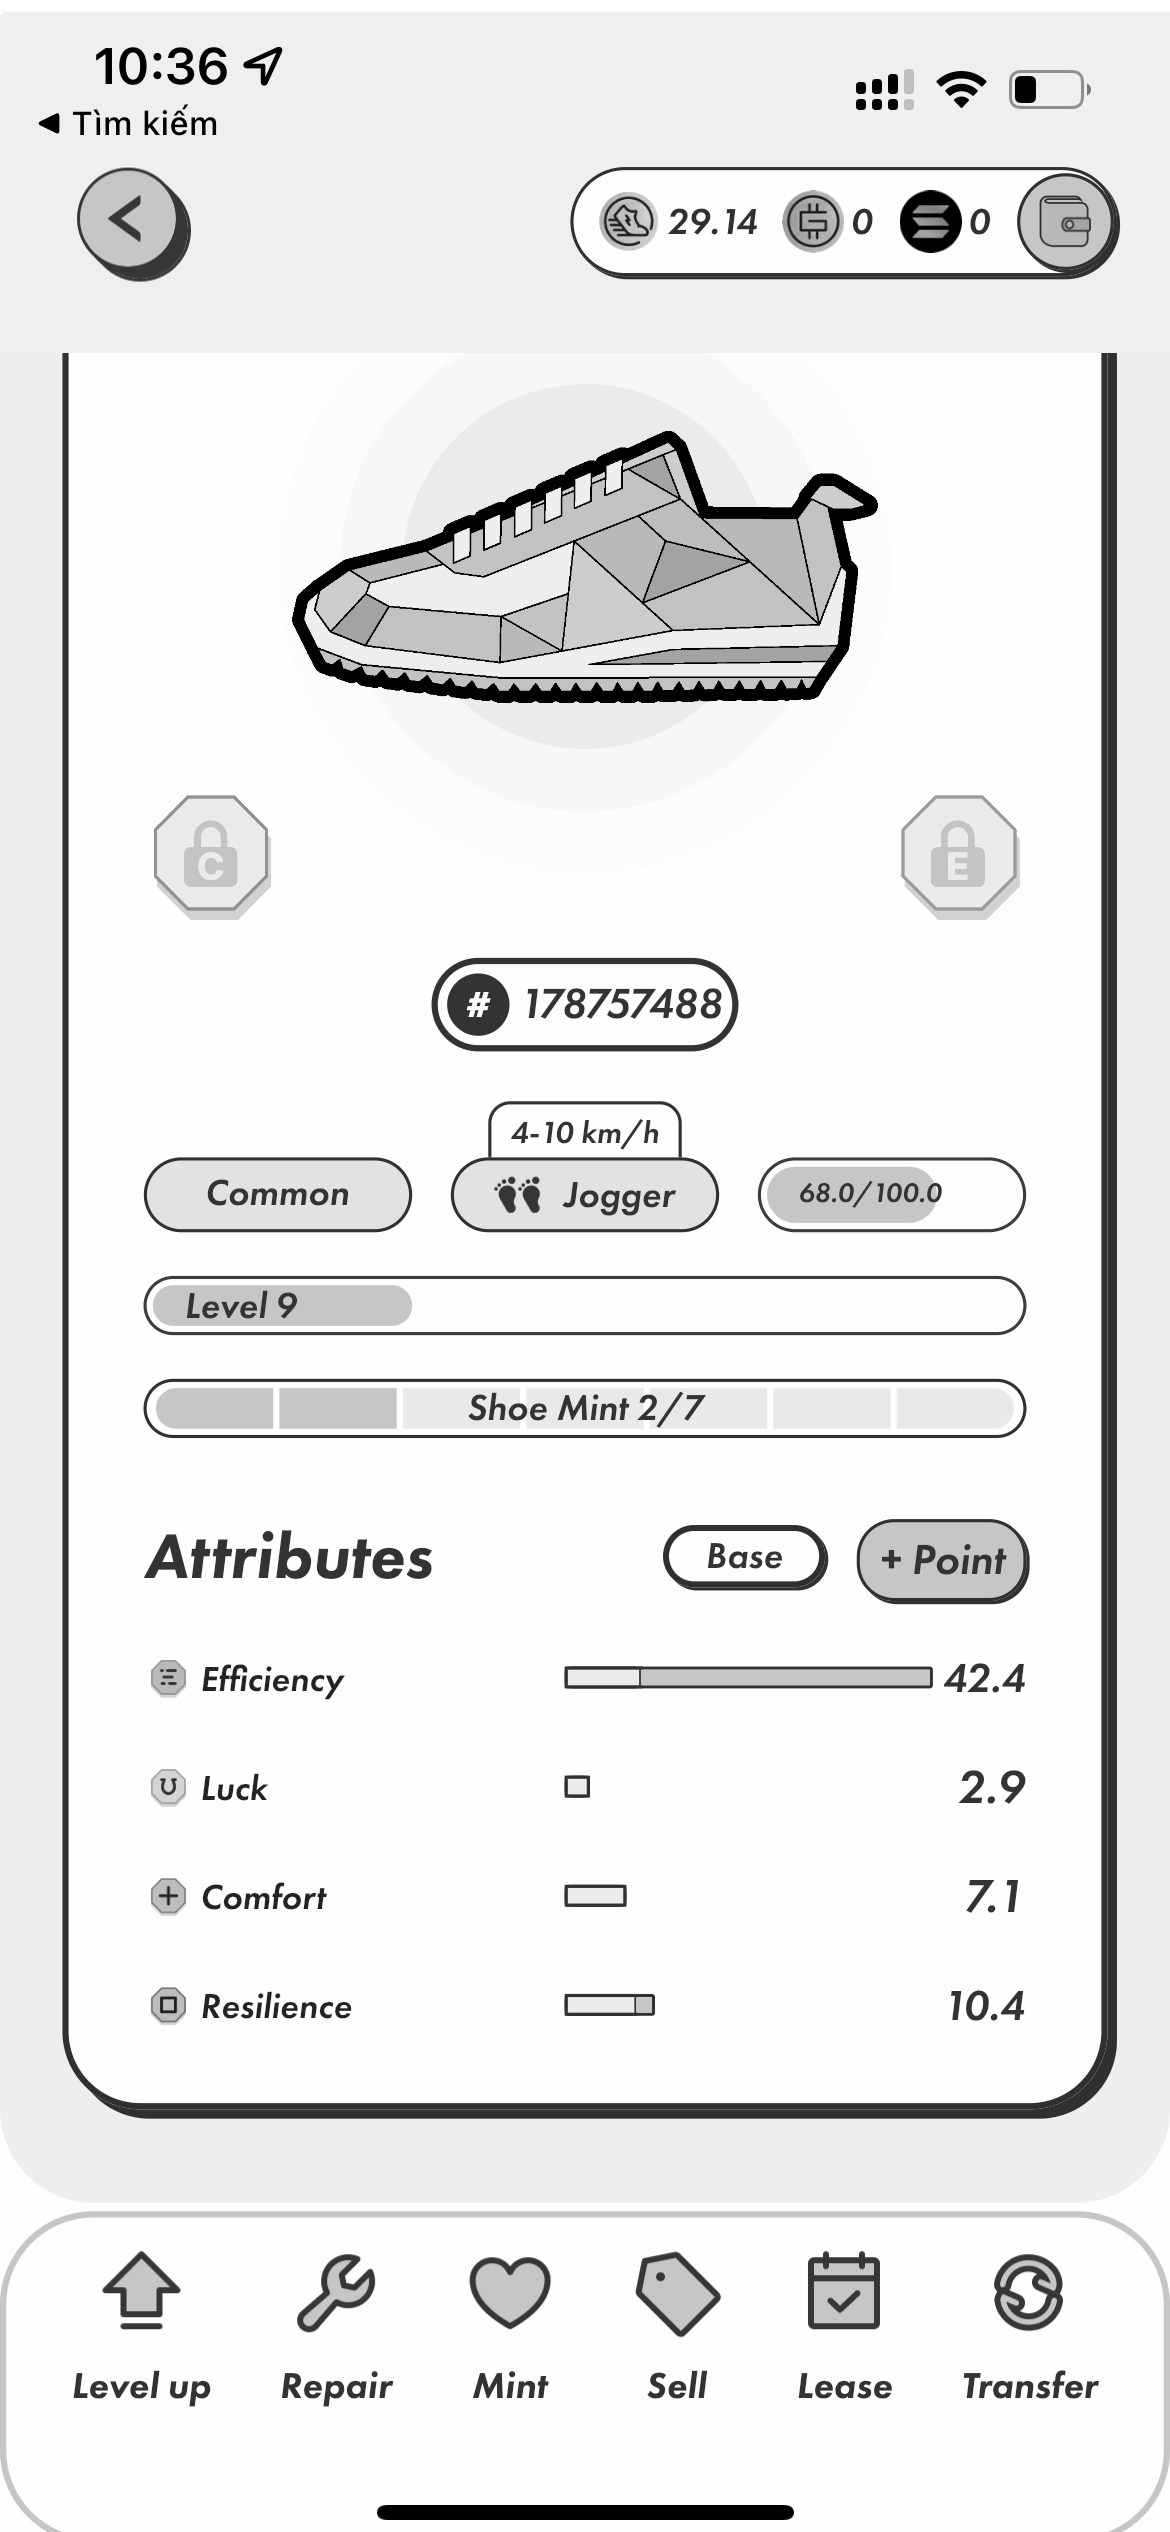 10:36
◀ Tìm kiếm
29.14 0 0
C E
# 178757488
4-10 km/h
Common Jogger 68.0/100.0
Level 9
Shoe Mint 2/7
Attributes Base + Point
Efficiency 42.4
Luck 2.9
Comfort 7.1
Resilience 10.4
Level up Repair Mint Sell Lease Transfer